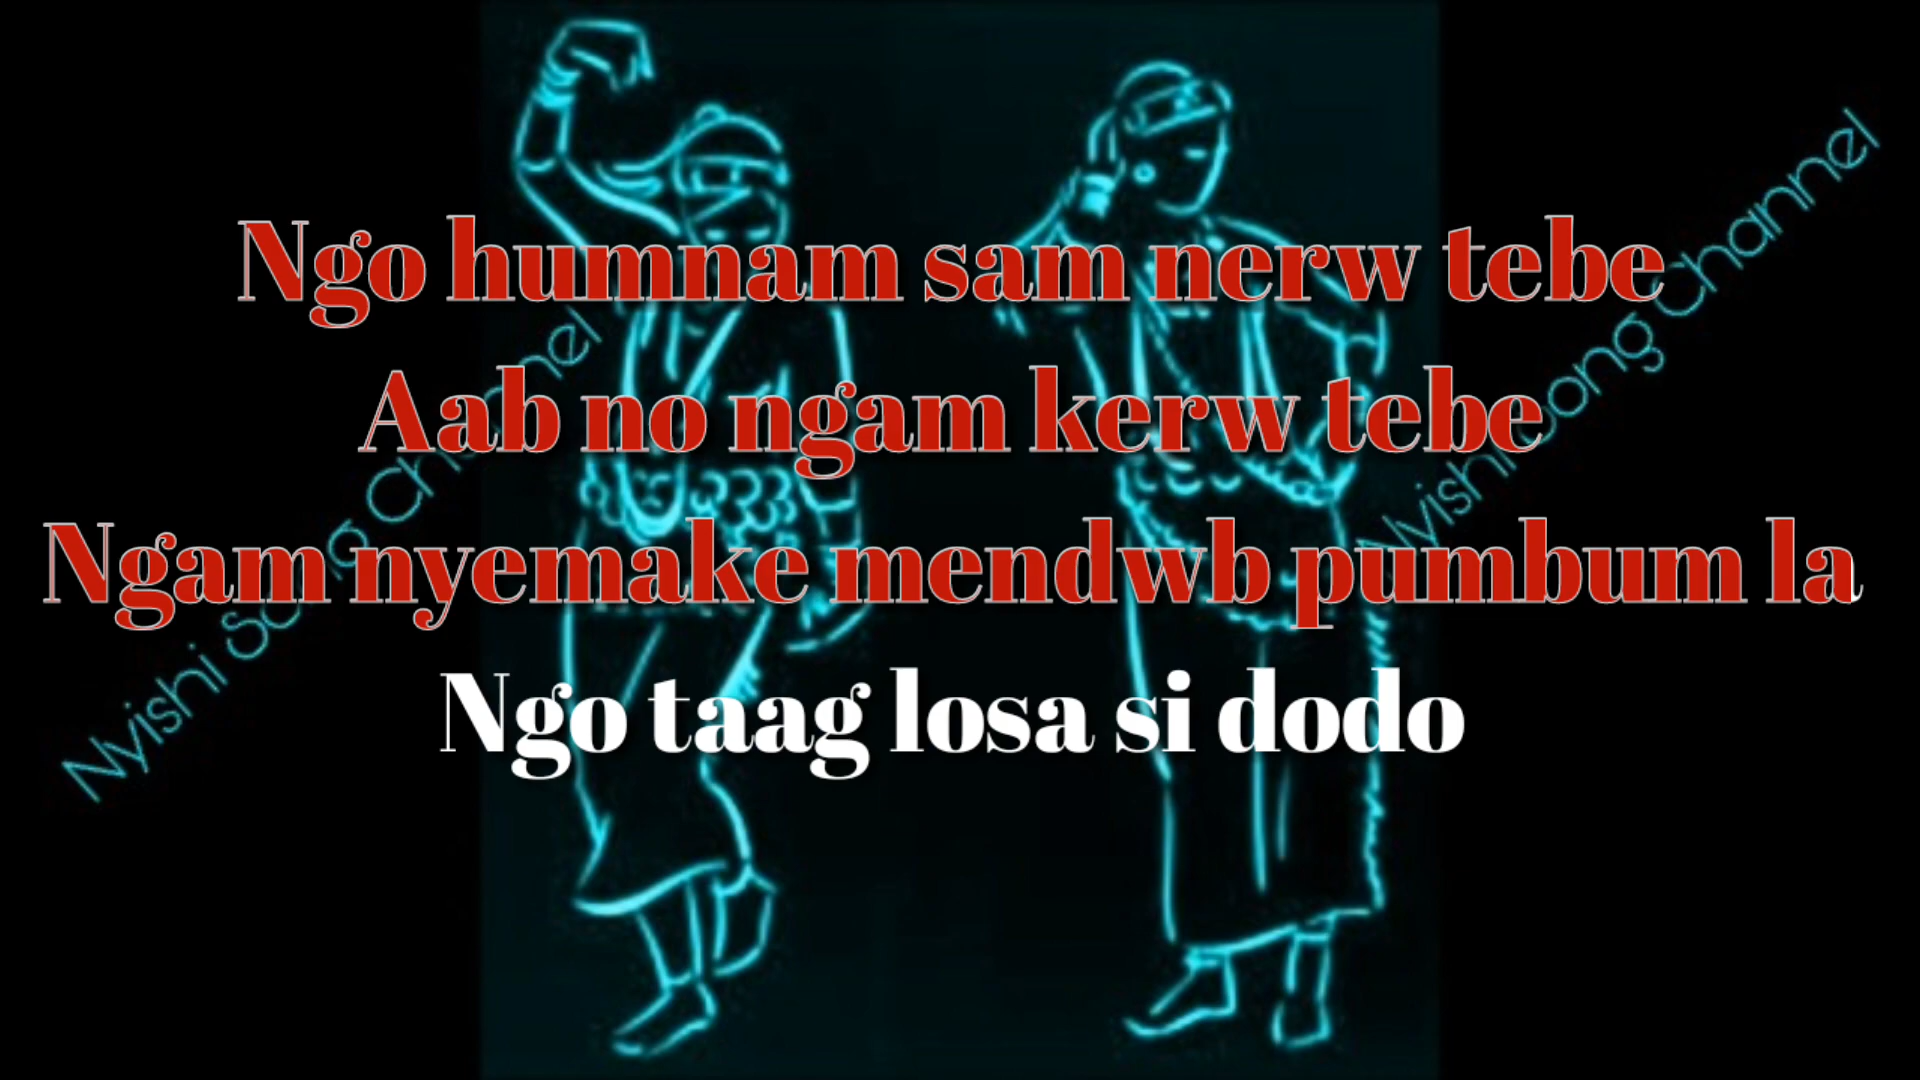 Ngo humnam sam nerw tebe
Aab no ngam kerw tebe
Ngam nyemake mendwb pumbum la
Ngo taag losa si dodo
Nyishi Song Channel
Nyishi Song Channel